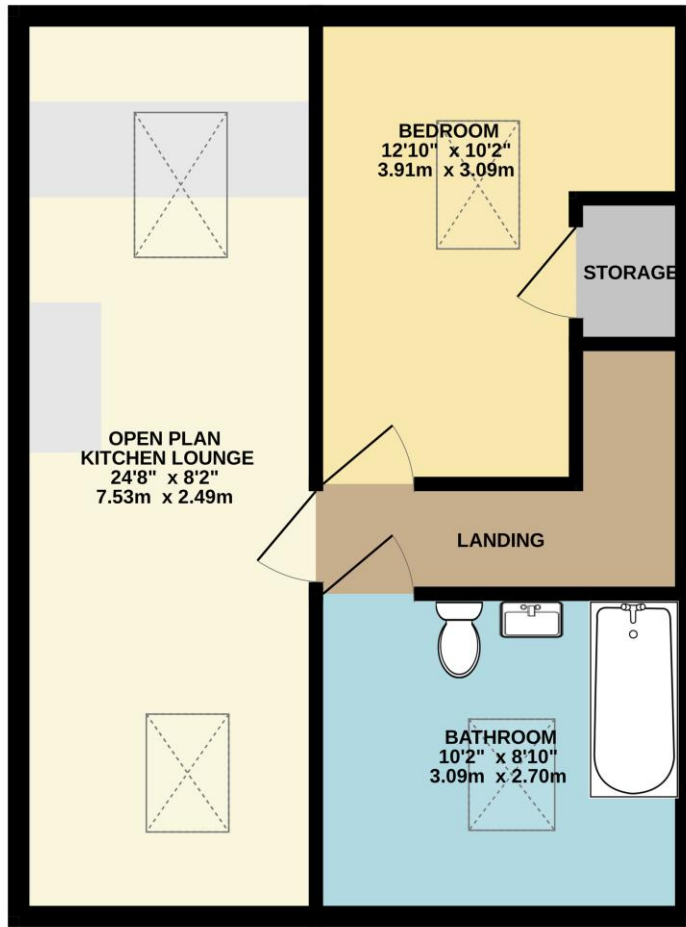 BEDROOM
12'10" x 10'2"
3.91m x 3.09m
STORAGE
OPEN PLAN
KITCHEN LOUNGE
24'8" x 8'2"
7.53m x 2.49m
LANDING
BATHROOM
10'2" x 8'10"
3.09m x 2.70m